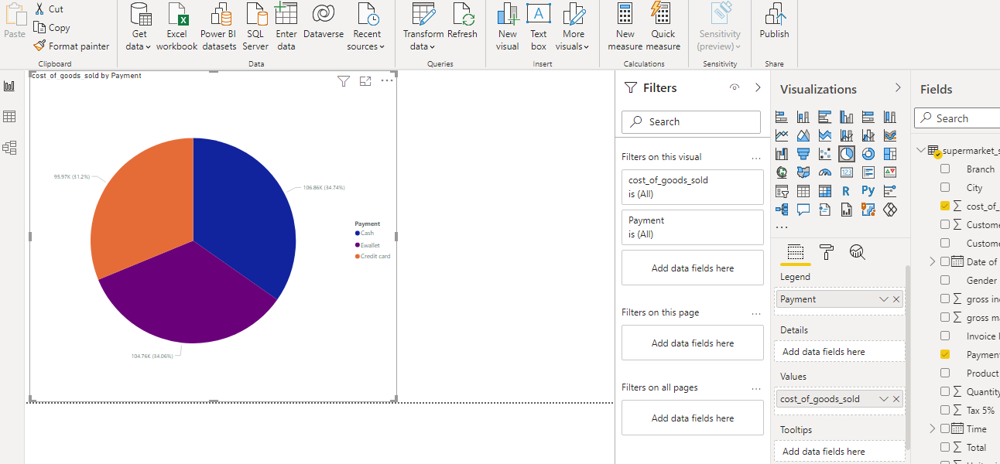 Paste
Cut
Copy
Format painter
Clipboard
Get data
Excel workbook
Power BI datasets
SQL Server
Enter data
Dataverse
Recent sources
Data
Transform data
Refresh
Queries
New visual
Text box
More visuals
Insert
New measure
Quick measure
Calculations
Sensitivity (preview)
Sensitivity
Publish
Share
cost_of_goods_sold by Payment
95.97K (31.2%)
106.86K (34.74%)
104.76K (34.06%)
Payment
Cash
Ewallet
Credit card
Filters
Search
Filters on this visual
cost_of_goods_sold
is (All)
Payment
is (All)
Add data fields here
Filters on this page
Add data fields here
Filters on all pages
Add data fields here
Visualizations
123
R
Py
Legend
Payment
Details
Add data fields here
Values
cost_of_goods_sold
Tooltips
Add data fields here
Fields
Search
supermarket_s
Branch
City
cost_of_
Custome
Custome
Date of
Gender
gross in
gross ma
Invoice I
Payment
Product
Quantity
Tax 5%
Time
Total